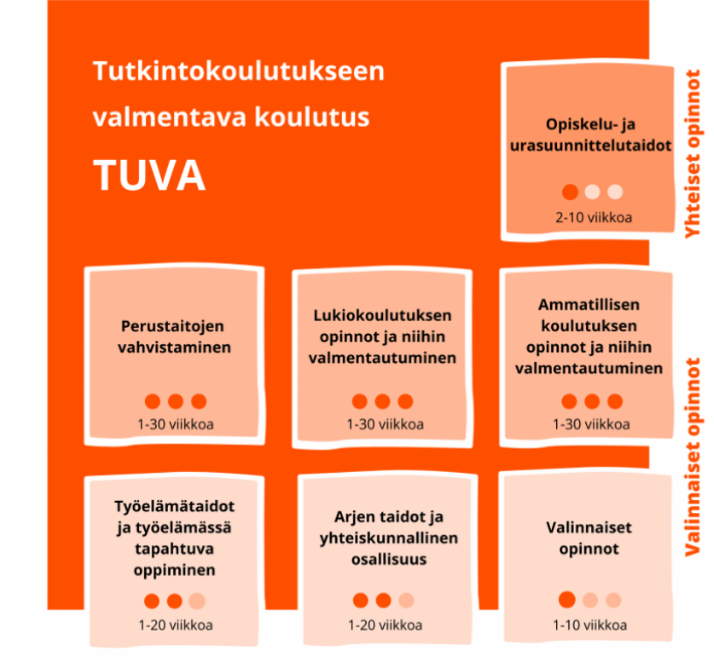 Tutkintokoulutukseen
valmentava koulutus
TUVA
Opiskelu- ja
urasuunnittelutaidot
2-10 viikkoa
Yhteiset opinnot
Perustaitojen
vahvistaminen
1-30 viikkoa
Lukiokoulutuksen
opinnot ja niihin
valmentautuminen
1-30 viikkoa
Ammatillisen
koulutuksen
opinnot ja niihin
valmentautuminen
1-30 viikkoa
Valinnaiset opinnot
Työelämätaidot
ja työelämässä
tapahtuva
oppiminen
1-20 viikkoa
Arjen taidot ja
yhteiskunnallinen
osallisuus
1-20 viikkoa
Valinnaiset
opinnot
1-10 viikkoa